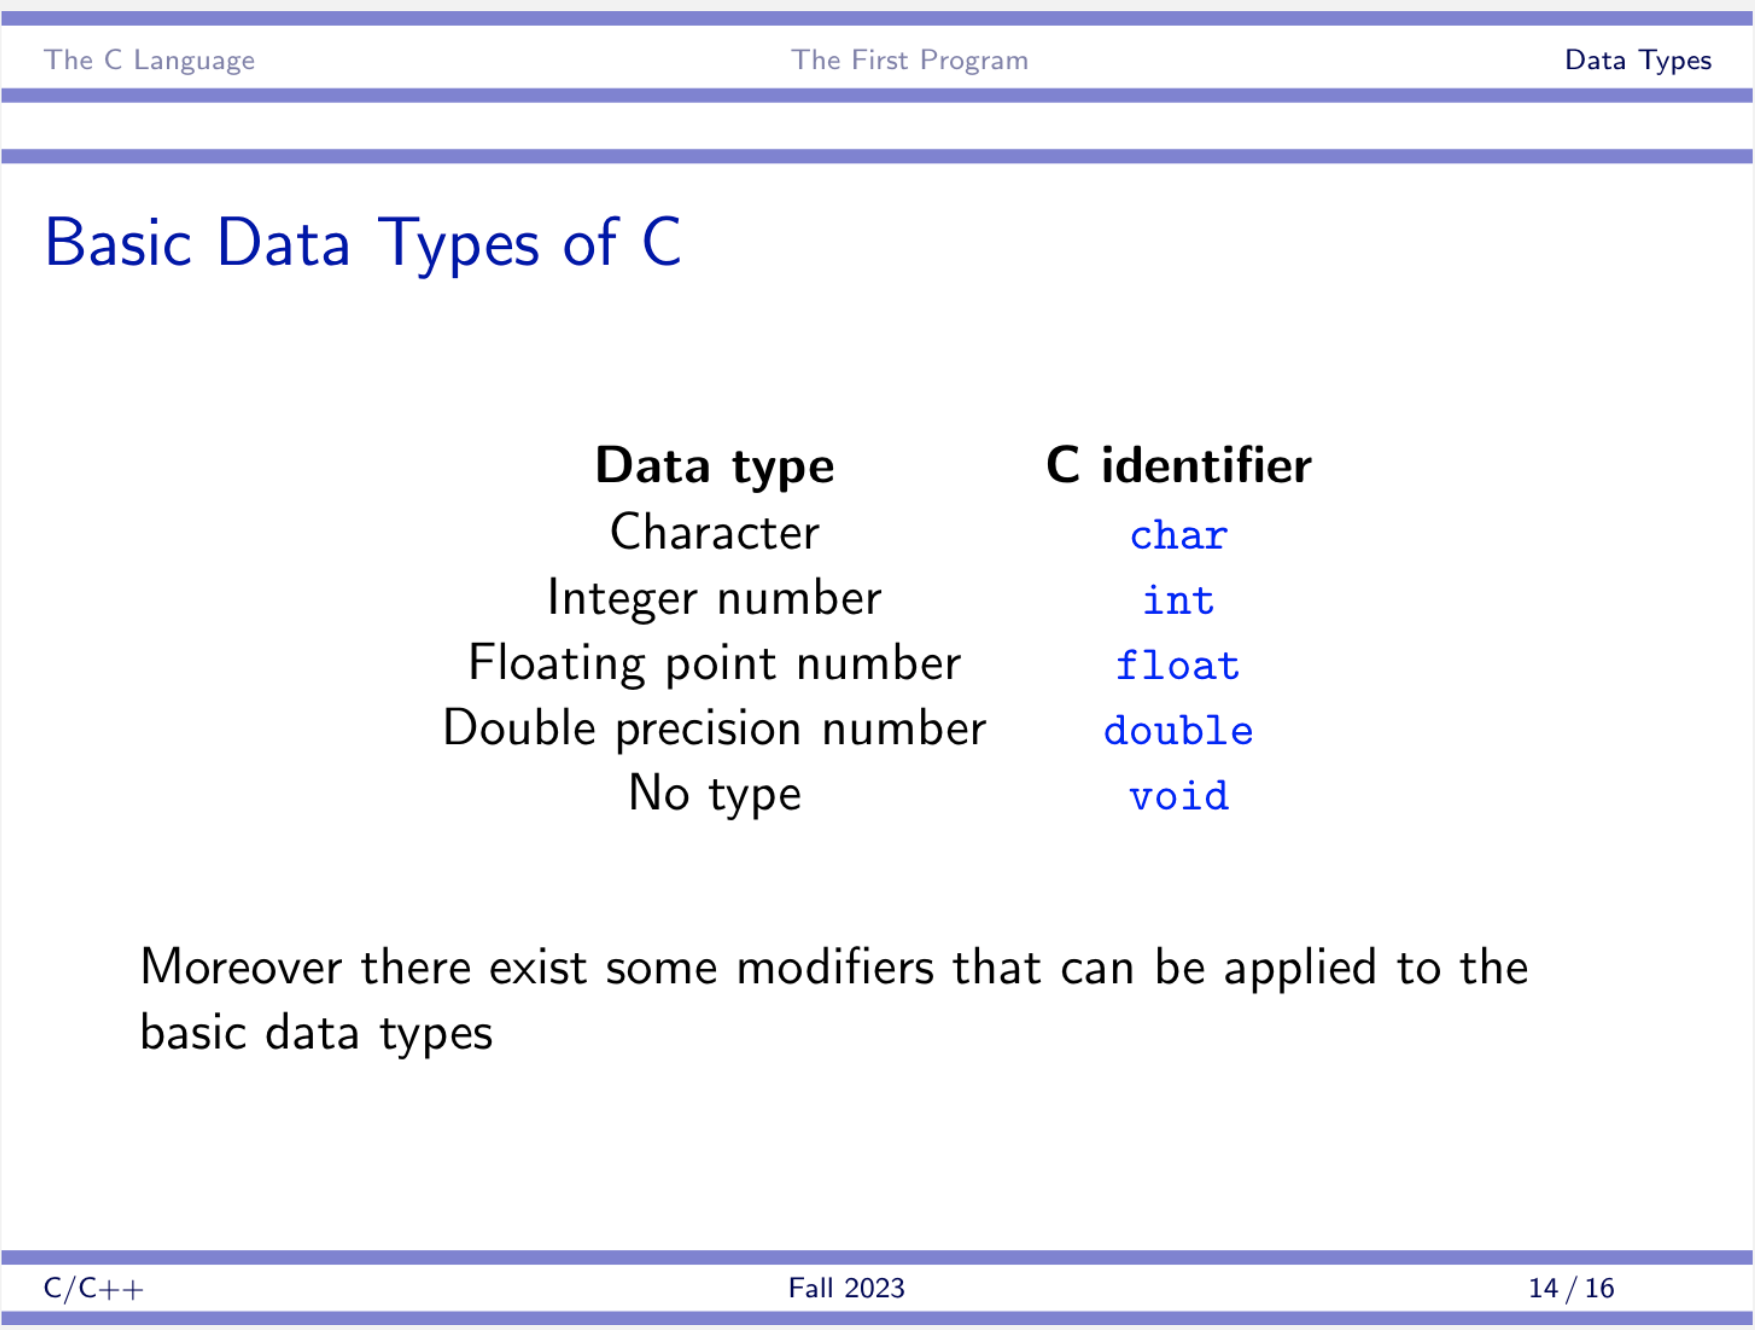 The C Language The First Program Data Types
Basic Data Types of C
Data type C identifier
Character char
Integer number int
Floating point number float
Double precision number double
No type void
Moreover there exist some modifiers that can be applied to the
basic data types
C/C++ Fall 2023 14 / 16